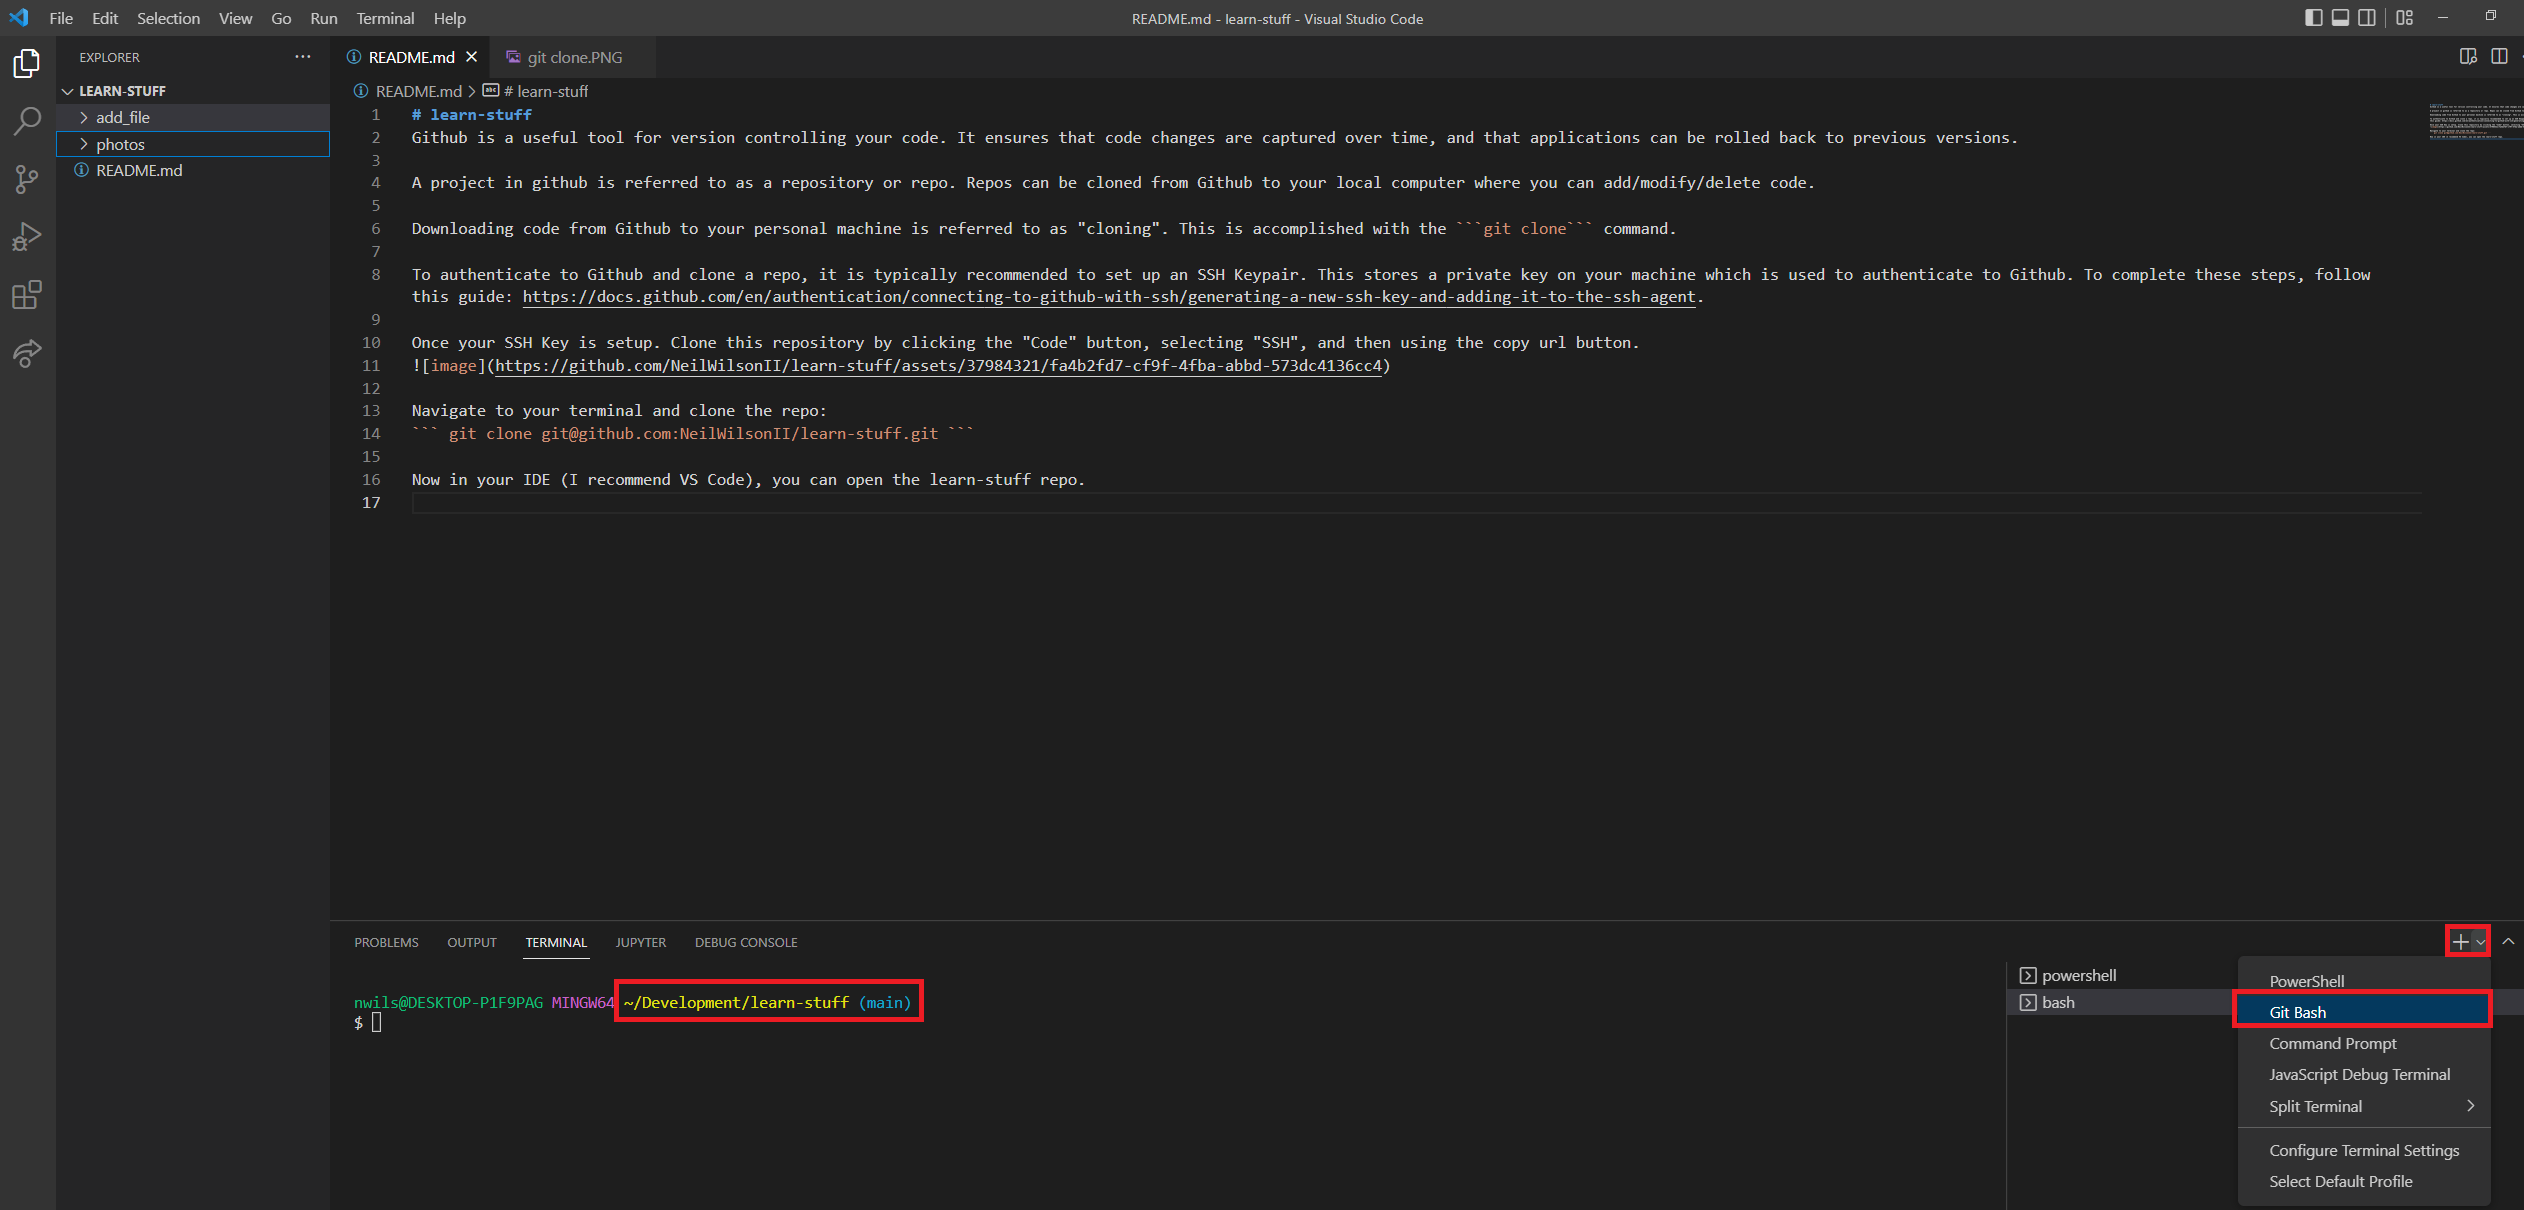 File Edit Selection View Go Run Terminal Help
README.md - learn-stuff - Visual Studio Code
EXPLORER
LEARN-STUFF
add_file
photos
README.md
README.md
git clone.PNG
README.md > # learn-stuff
1 # learn-stuff
2 Github is a useful tool for version controlling your code. It ensures that code changes are captured over time, and that applications can be rolled back to previous versions.
3
4 A project in github is referred to as a repository or repo. Repos can be cloned from Github to your local computer where you can add/modify/delete code.
5
6 Downloading code from Github to your personal machine is referred to as "cloning". This is accomplished with the ```git clone``` command.
7
8 To authenticate to Github and clone a repo, it is typically recommended to set up an SSH Keypair. This stores a private key on your machine which is used to authenticate to Github. To complete these steps, follow
this guide: https://docs.github.com/en/authentication/connecting-to-github-with-ssh/generating-a-new-ssh-key-and-adding-it-to-the-ssh-agent.
9
10 Once your SSH Key is setup. Clone this repository by clicking the "Code" button, selecting "SSH", and then using the copy url button.
11 ![image](https://github.com/NeilWilsonII/learn-stuff/assets/37984321/fa4b2fd7-cf9f-4fba-abbd-573dc4136cc4)
12
13 Navigate to your terminal and clone the repo:
14 ``` git clone git@github.com:NeilWilsonII/learn-stuff.git ```
15
16 Now in your IDE (I recommend VS Code), you can open the learn-stuff repo.
17
PROBLEMS OUTPUT TERMINAL JUPYTER DEBUG CONSOLE
nwils@DESKTOP-P1F9PAG MINGW64 ~/Development/learn-stuff (main)
$
powershell
bash
PowerShell
Git Bash
Command Prompt
JavaScript Debug Terminal
Split Terminal
Configure Terminal Settings
Select Default Profile